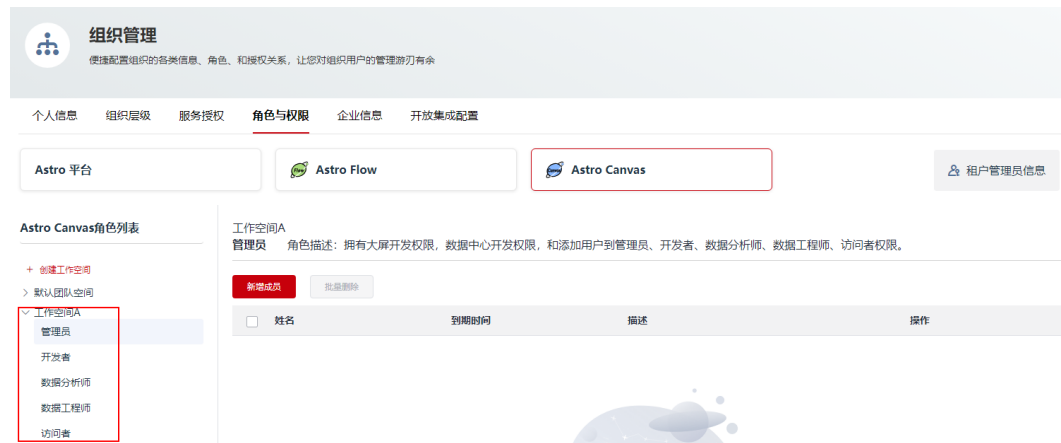 组织管理
便捷配置组织的各类信息、角色、和授权关系，让您对组织用户的管理游刃有余
个人信息 组织层级 服务授权 角色与权限 企业信息 开放集成配置
Astro 平台 Flow Astro Flow Canvas Astro Canvas 租户管理员信息
Astro Canvas角色列表
+ 创建工作空间
默认团队空间
工作空间A
管理员
开发者
数据分析师
数据工程师
访问者
工作空间A
管理员 角色描述：拥有大屏开发权限，数据中心开发权限，和添加用户到管理员、开发者、数据分析师、数据工程师、访问者权限。
新增成员 批量删除
姓名 到期时间 描述 操作